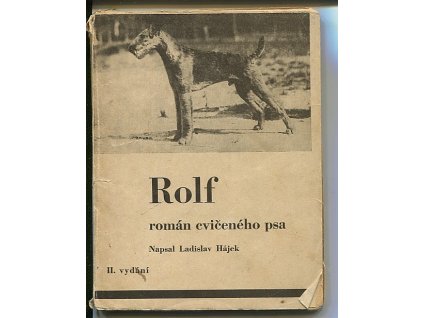 Rolf
román cvičeného psa
Napsal Ladislav Hájek
II. vydání